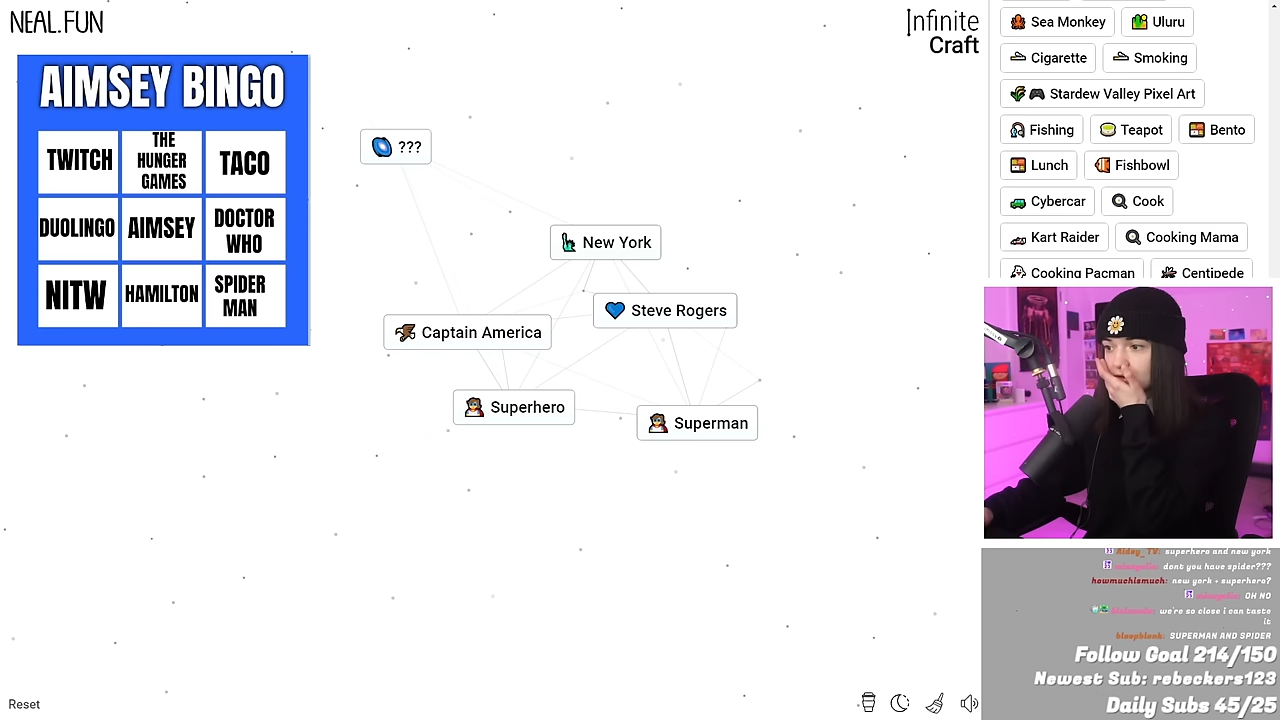 NEAL.FUN
Infinite
Craft
AIMSEY BINGO
TWITCH
THE
HUNGER
GAMES
TACO
DUOLINGO
AIMSEY
DOCTOR
WHO
NITW
HAMILTON
SPIDER
MAN
???
New York
Steve Rogers
Captain America
Superhero
Superman
Sea Monkey
Uluru
Cigarette
Smoking
Stardew Valley Pixel Art
Fishing
Teapot
Bento
Lunch
Fishbowl
Cybercar
Cook
Kart Raider
Cooking Mama
Cooking Pacman
Centipede
superhero and new york
dont you have spider???
howmuchismuch: new york + superhero?
OH NO
we're so close i can taste
it
SUPERMAN AND SPIDER
Follow Goal 214/150
Newest Sub: rebeckers123
Daily Subs 45/25
Reset